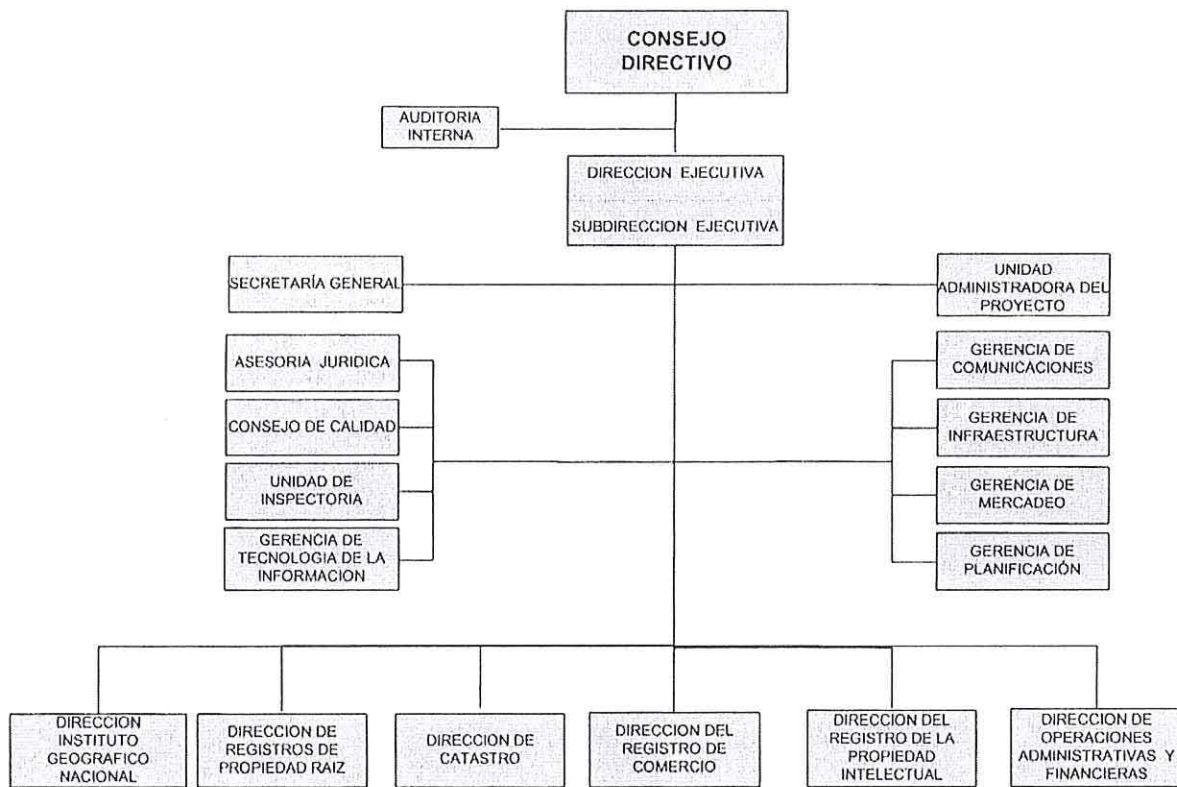 CONSEJO
DIRECTIVO
AUDITORIA
INTERNA
DIRECCION EJECUTIVA
SUBDIRECCION EJECUTIVA
SECRETARÍA GENERAL
UNIDAD
ADMINISTRADORA DEL
PROYECTO
ASESORIA JURIDICA
CONSEJO DE CALIDAD
UNIDAD DE
INSPECTORIA
GERENCIA DE
TECNOLOGIA DE LA
INFORMACION
GERENCIA DE
COMUNICACIONES
GERENCIA DE
INFRAESTRUCTURA
GERENCIA DE
MERCADEO
GERENCIA DE
PLANIFICACIÓN
DIRECCION
INSTITUTO
GEOGRAFICO
NACIONAL
DIRECCION DE
REGISTROS DE
PROPIEDAD RAIZ
DIRECCION DE
CATASTRO
DIRECCION DEL
REGISTRO DE
COMERCIO
DIRECCION DEL
REGISTRO DE LA
PROPIEDAD
INTELECTUAL
DIRECCION DE
OPERACIONES
ADMINISTRATIVAS Y
FINANCIERAS